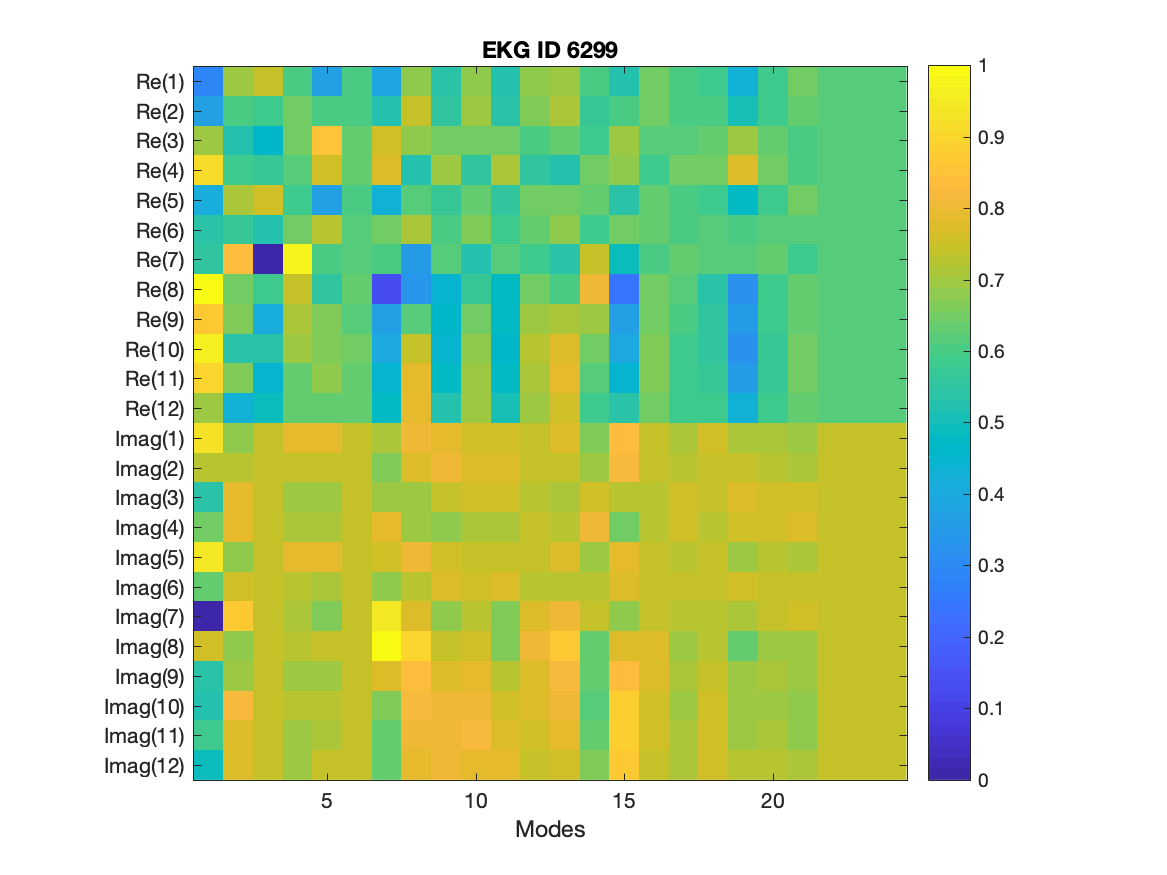 EKG ID 6299
Re(1)
Re(2)
Re(3)
Re(4)
Re(5)
Re(6)
Re(7)
Re(8)
Re(9)
Re(10)
Re(11)
Re(12)
Imag(1)
Imag(2)
Imag(3)
Imag(4)
Imag(5)
Imag(6)
Imag(7)
Imag(8)
Imag(9)
Imag(10)
Imag(11)
Imag(12)
5 10 15 20
Modes
1
0.9
0.8
0.7
0.6
0.5
0.4
0.3
0.2
0.1
0